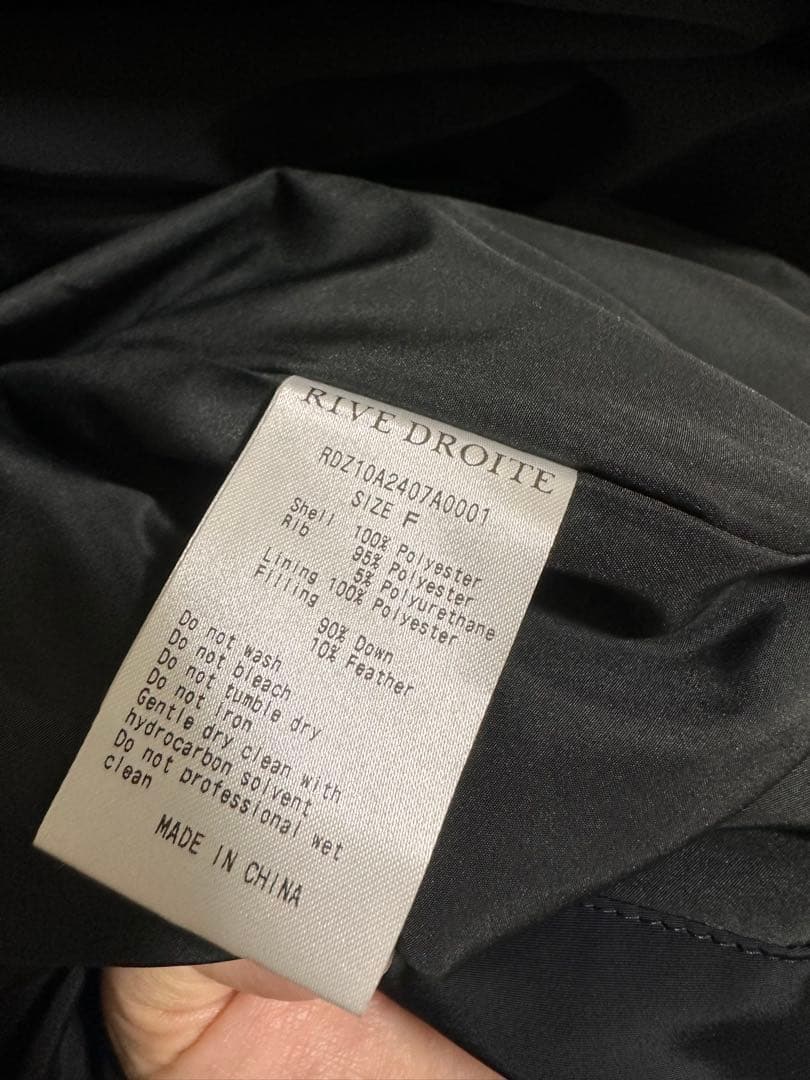 RIVE DROITE
RDZ10A2407A0001
SIZE F
Shell 100% Polyester
Rib 95% Polyester
5% Polyurethane
Lining 100% Polyester
Filling
90% Down
10% Feather
Do not wash
Do not bleach
Do not tumble dry
Do not iron
Gentle dry clean with
hydrocarbon solvent
Do not professional wet
clean
MADE IN CHINA